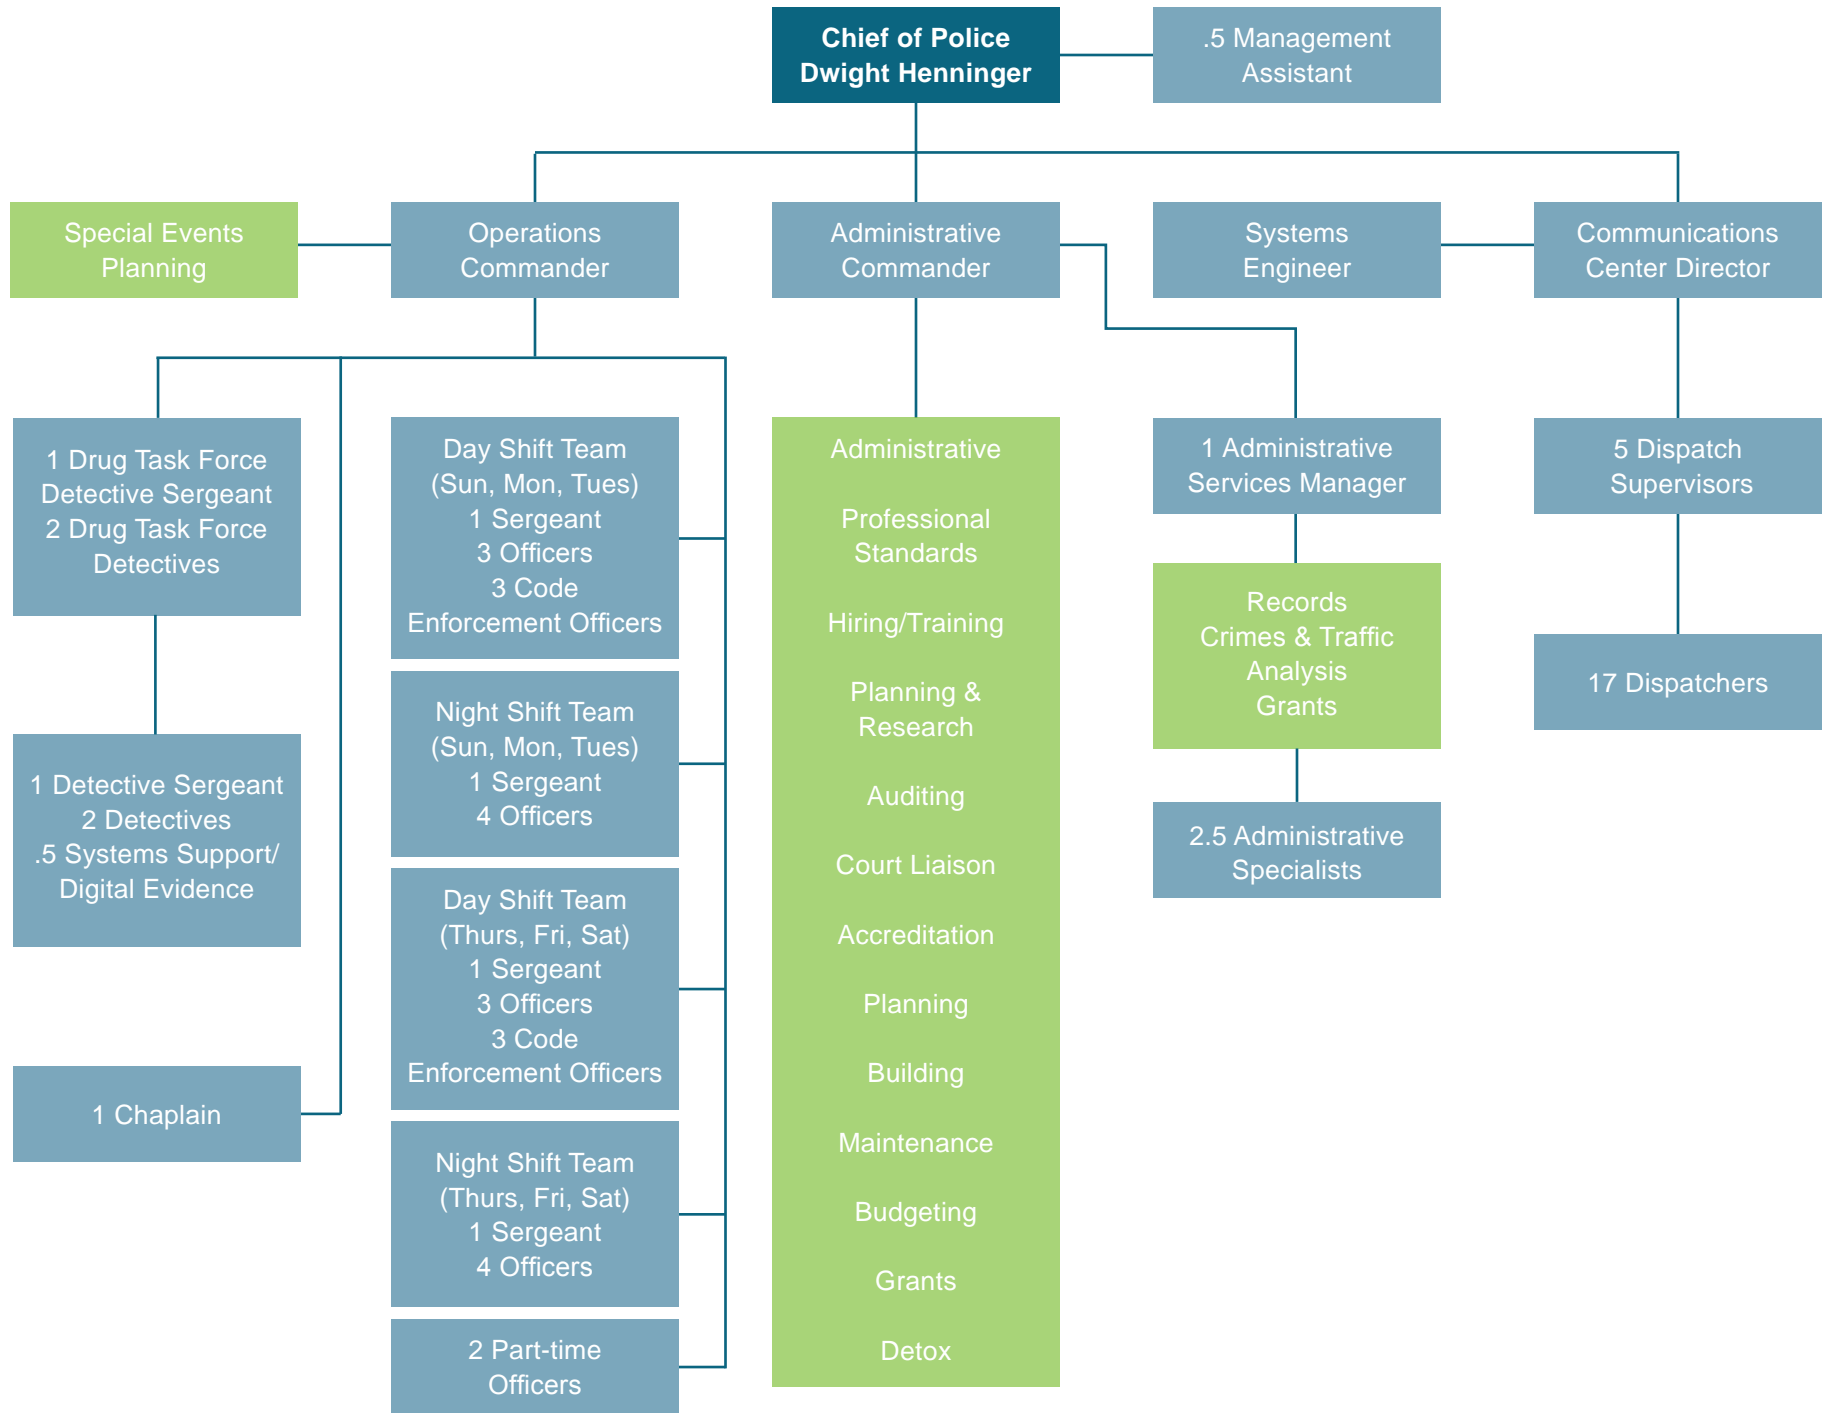 Chief of Police
Dwight Henninger
.5 Management
Assistant
Special Events
Planning
Operations
Commander
Administrative
Commander
Systems
Engineer
Communications
Center Director
1 Drug Task Force
Detective Sergeant
2 Drug Task Force
Detectives
1 Detective Sergeant
2 Detectives
.5 Systems Support/
Digital Evidence
1 Chaplain
Day Shift Team
(Sun, Mon, Tues)
1 Sergeant
3 Officers
3 Code
Enforcement Officers
Night Shift Team
(Sun, Mon, Tues)
1 Sergeant
4 Officers
Day Shift Team
(Thurs, Fri, Sat)
1 Sergeant
3 Officers
3 Code
Enforcement Officers
Night Shift Team
(Thurs, Fri, Sat)
1 Sergeant
4 Officers
2 Part-time
Officers
Administrative
Professional
Standards
Hiring/Training
Planning &
Research
Auditing
Court Liaison
Accreditation
Planning
Building
Maintenance
Budgeting
Grants
Detox
1 Administrative
Services Manager
Records
Crimes & Traffic
Analysis
Grants
2.5 Administrative
Specialists
5 Dispatch
Supervisors
17 Dispatchers